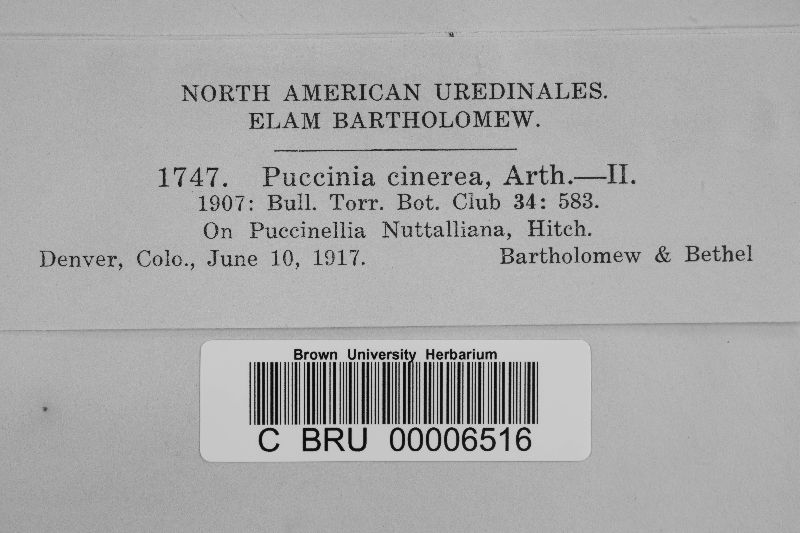 NORTH AMERICAN UREDINALES.
ELAM BARTHOLOMEW.
1747. Puccinia cinerea, Arth.—II.
1907: Bull. Torr. Bot. Club 34: 583.
On Puccinellia Nuttalliana, Hitch.
Denver, Colo., June 10, 1917. Bartholomew & Bethel
Brown University Herbarium
C BRU 00006516